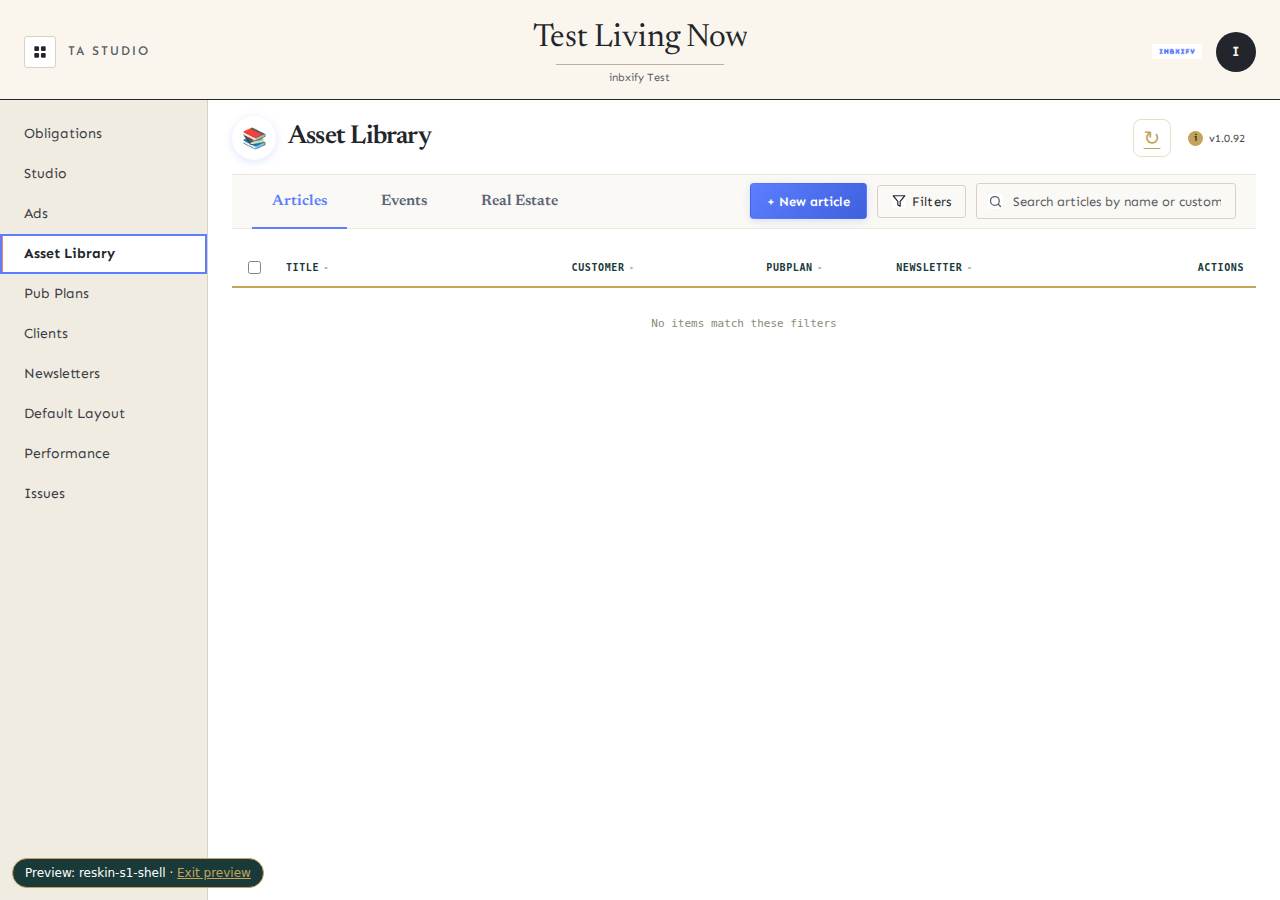 TA STUDIO
Test Living Now
inbxify Test
INBXIFY
I
Obligations
Studio
Ads
Asset Library
Pub Plans
Clients
Newsletters
Default Layout
Performance
Issues
Asset Library
↻
i v1.0.92
Articles Events Real Estate
+ New article Filters Search articles by name or custom
TITLE - CUSTOMER - PUBPLAN - NEWSLETTER - ACTIONS
No items match these filters
Preview: reskin-s1-shell · Exit preview